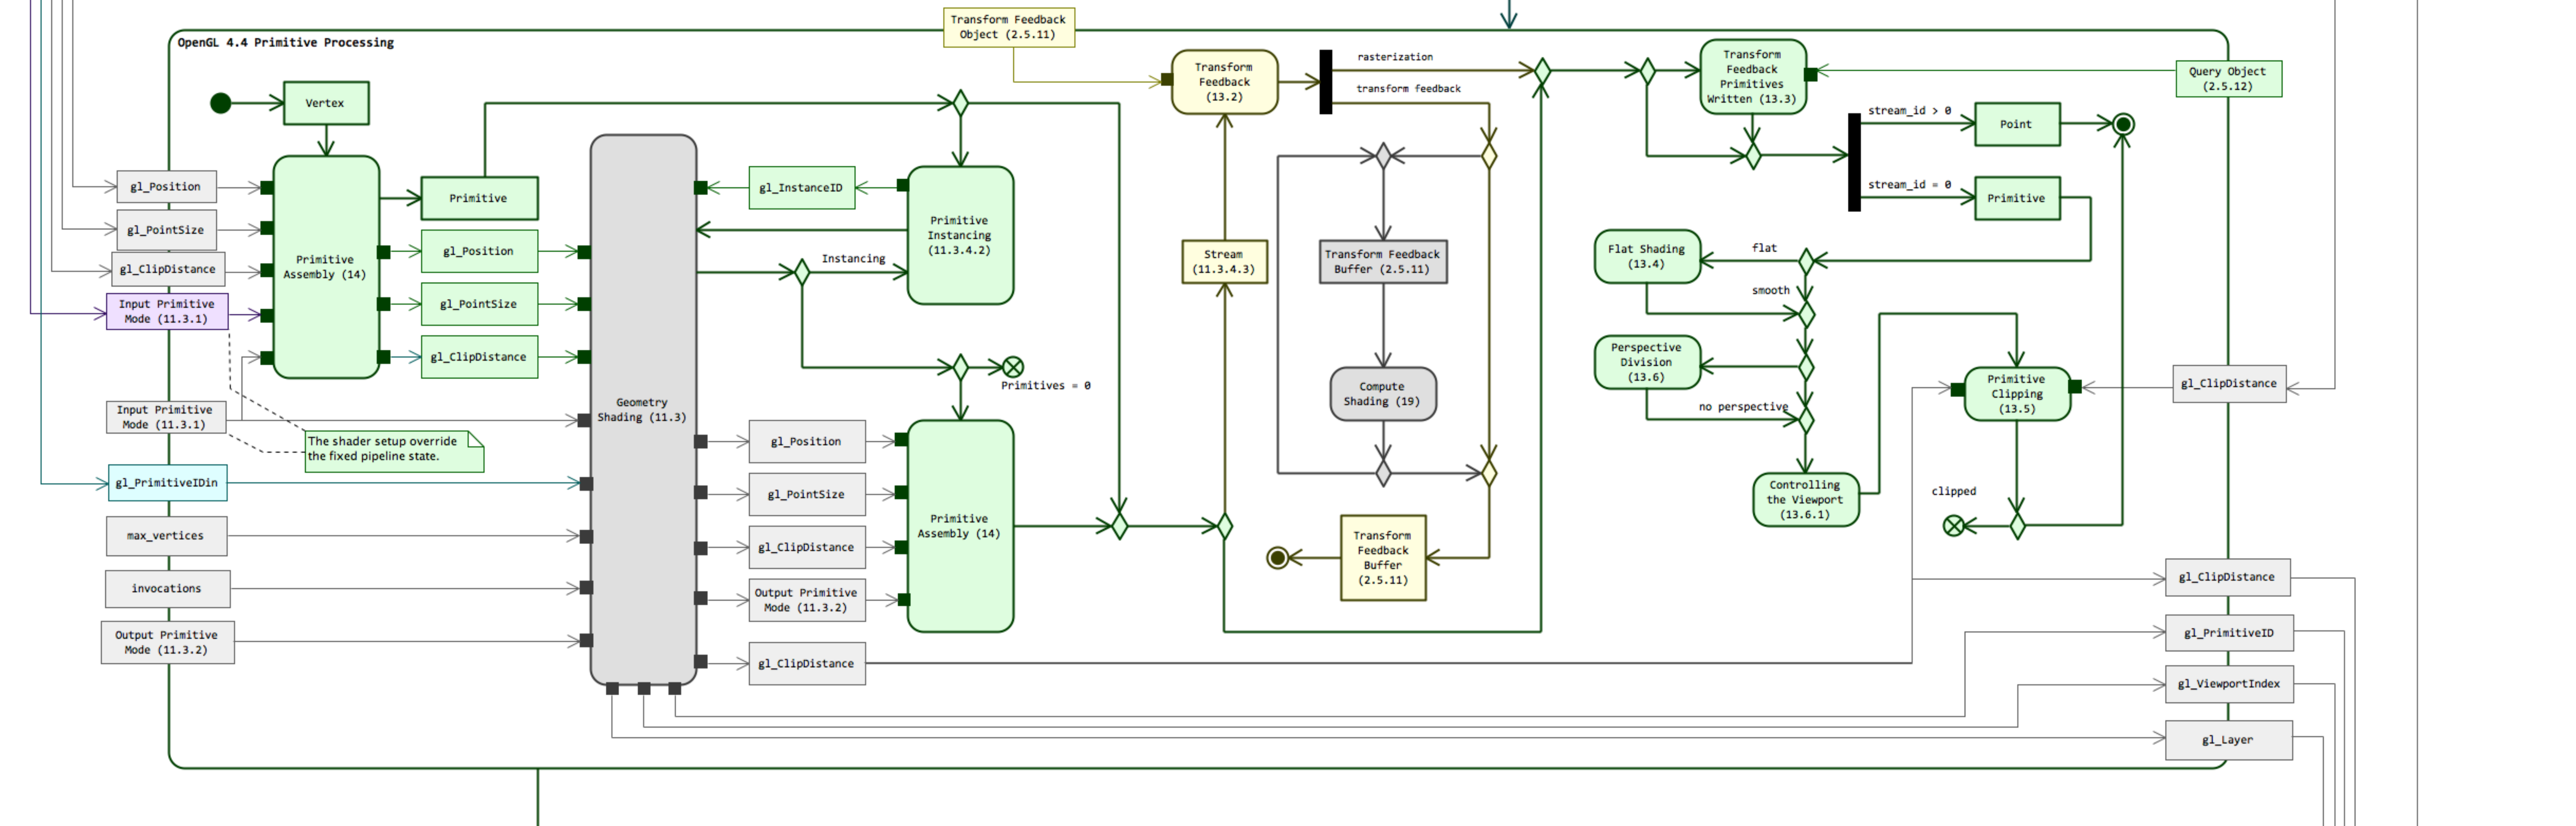 Transform Feedback
Object (2.5.11)
OpenGL 4.4 Primitive Processing
Vertex
gl_Position
gl_PointSize
gl_ClipDistance
Input Primitive
Mode (11.3.1)
Input Primitive
Mode (11.3.1)
gl_PrimitiveIDin
max_vertices
invocations
Output Primitive
Mode (11.3.2)
Primitive
Assembly (14)
The shader setup override
the fixed pipeline state.
Primitive
gl_Position
gl_PointSize
gl_ClipDistance
Geometry
Shading (11.3)
gl_InstanceID
Instancing
Primitive
Instancing
(11.3.4.2)
Primitives = 0
gl_Position
gl_PointSize
gl_ClipDistance
Output Primitive
Mode (11.3.2)
gl_ClipDistance
Primitive
Assembly (14)
Transform
Feedback
(13.2)
Stream
(11.3.4.3)
rasterization
transform feedback
Transform Feedback
Buffer (2.5.11)
Compute
Shading (19)
Transform
Feedback
Buffer
(2.5.11)
Transform
Feedback
Primitives
Written (13.3)
Query Object
(2.5.12)
stream_id > 0
Point
stream_id = 0
Primitive
Flat Shading
(13.4)
flat
smooth
Perspective
Division
(13.6)
no perspective
Controlling
the Viewport
(13.6.1)
Primitive
Clipping
(13.5)
clipped
gl_ClipDistance
gl_ClipDistance
gl_PrimitiveID
gl_ViewportIndex
gl_Layer